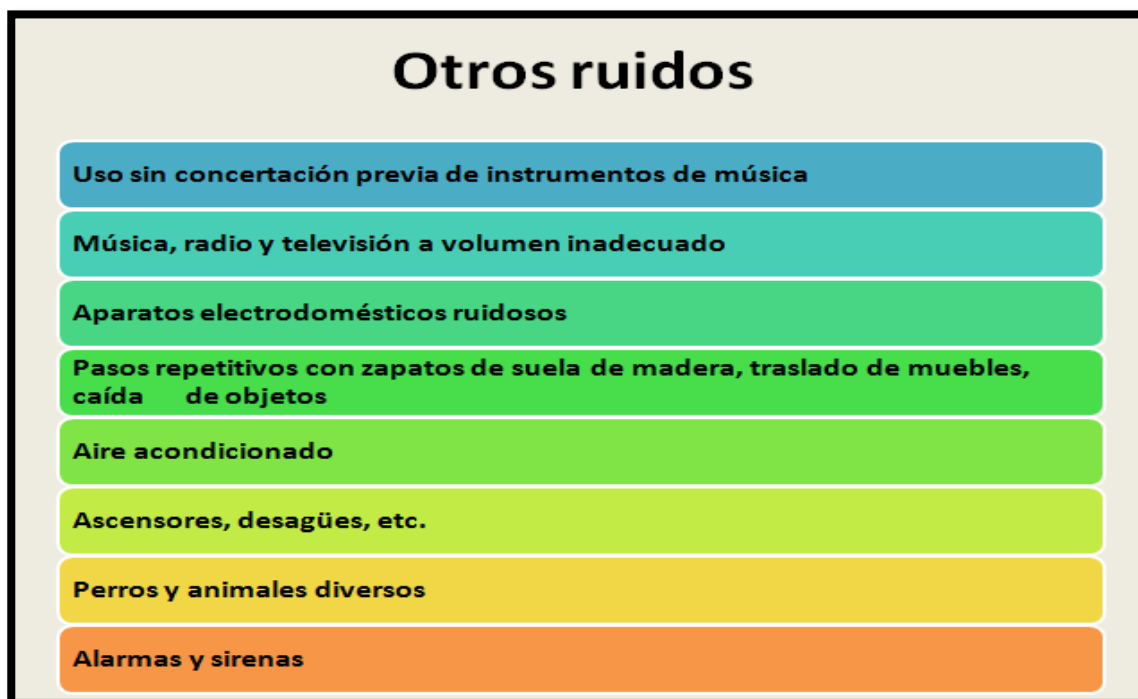 Otros ruidos
Uso sin concertación previa de instrumentos de música
Música, radio y televisión a volumen inadecuado
Aparatos electrodomésticos ruidosos
Pasos repetitivos con zapatos de suela de madera, traslado de muebles,
caída de objetos
Aire acondicionado
Ascensores, desagües, etc.
Perros y animales diversos
Alarmas y sirenas